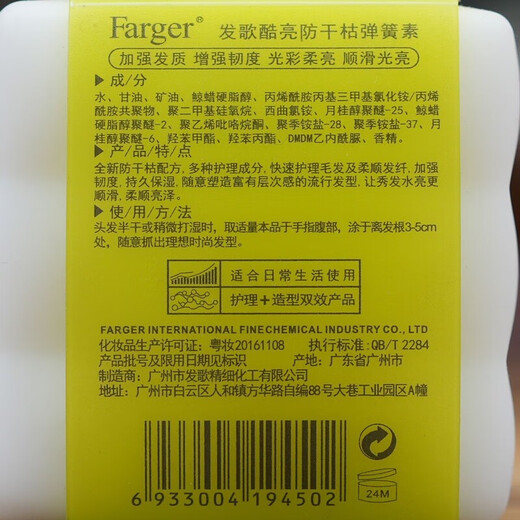 Farger® 发歌酷亮防干枯弹簧素
加强发质 增强韧度 光彩柔亮 顺滑光亮
▶成/分
水、甘油、矿油、鲸蜡硬脂醇、丙烯酰胺丙基三甲基氯化铵/丙烯
酰胺共聚物、聚二甲基硅氧烷、西曲氯铵、月桂醇聚醚-25、鲸蜡
硬脂醇聚醚-2、聚乙烯吡咯烷酮、聚季铵盐-28、聚季铵盐-37、月
桂醇聚醚-6、羟苯甲酯、羟苯丙酯、DMDM乙内酰脲、香精。
▶产/品/特/点
全新防干枯配方，多种护理成分，快速护理毛发及柔顺发纤，加强
韧度，持久保湿，随意塑造富有层次感的流行发型，让秀发水亮更
顺滑，柔顺亮泽。
▶使/用/方/法
头发半干或稍微打湿时，取适量本品于手指腹部，涂于离发根3-5cm
处，随意抓出理想时尚发型。
适合日常生活使用
护理+造型双效产品
FARGER INTERNATIONAL FINECHEMICAL INDUSTRY CO., LTD
化妆品生产许可证：粤妆20161108 执行标准:QB/T 2284
产品批号及限用日期见标识 产地：广东省广州市
制造商：广州市发歌精细化工有限公司
地址：广州市白云区人和镇方华路自编88号大巷工业园区A幢
6 933004 194502
24M